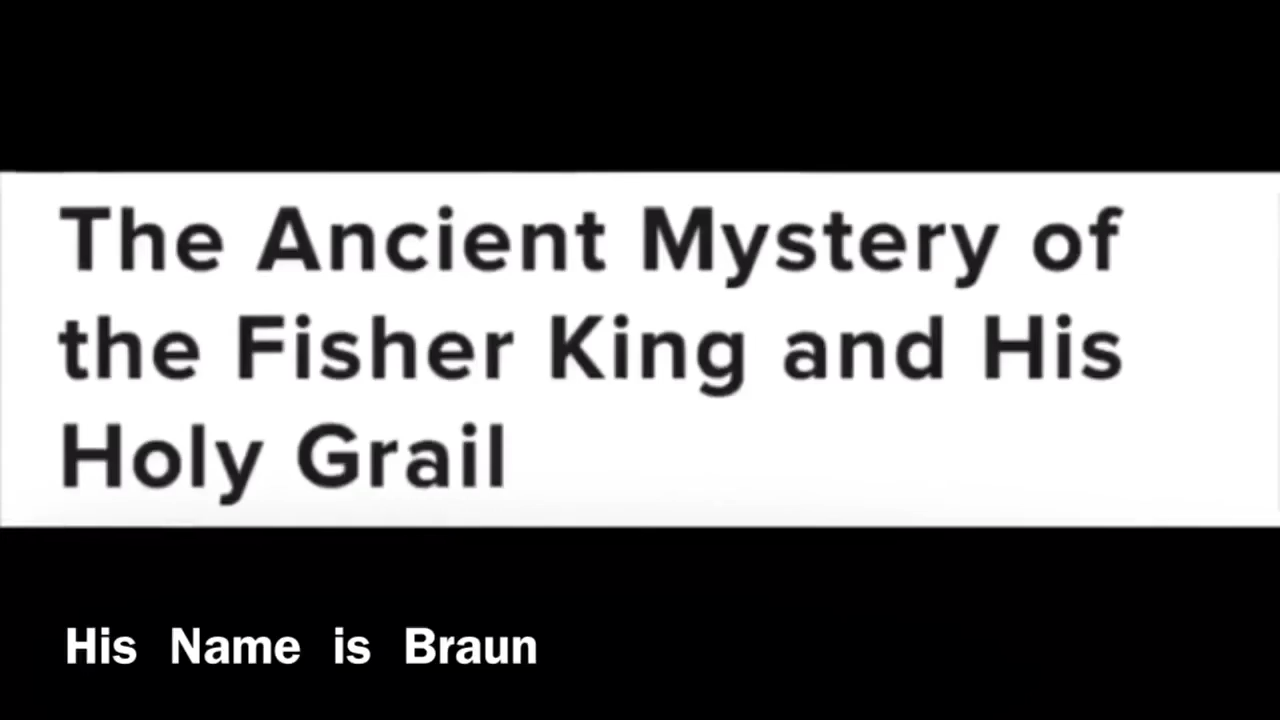 The Ancient Mystery of
the Fisher King and His
Holy Grail
His Name is Braun